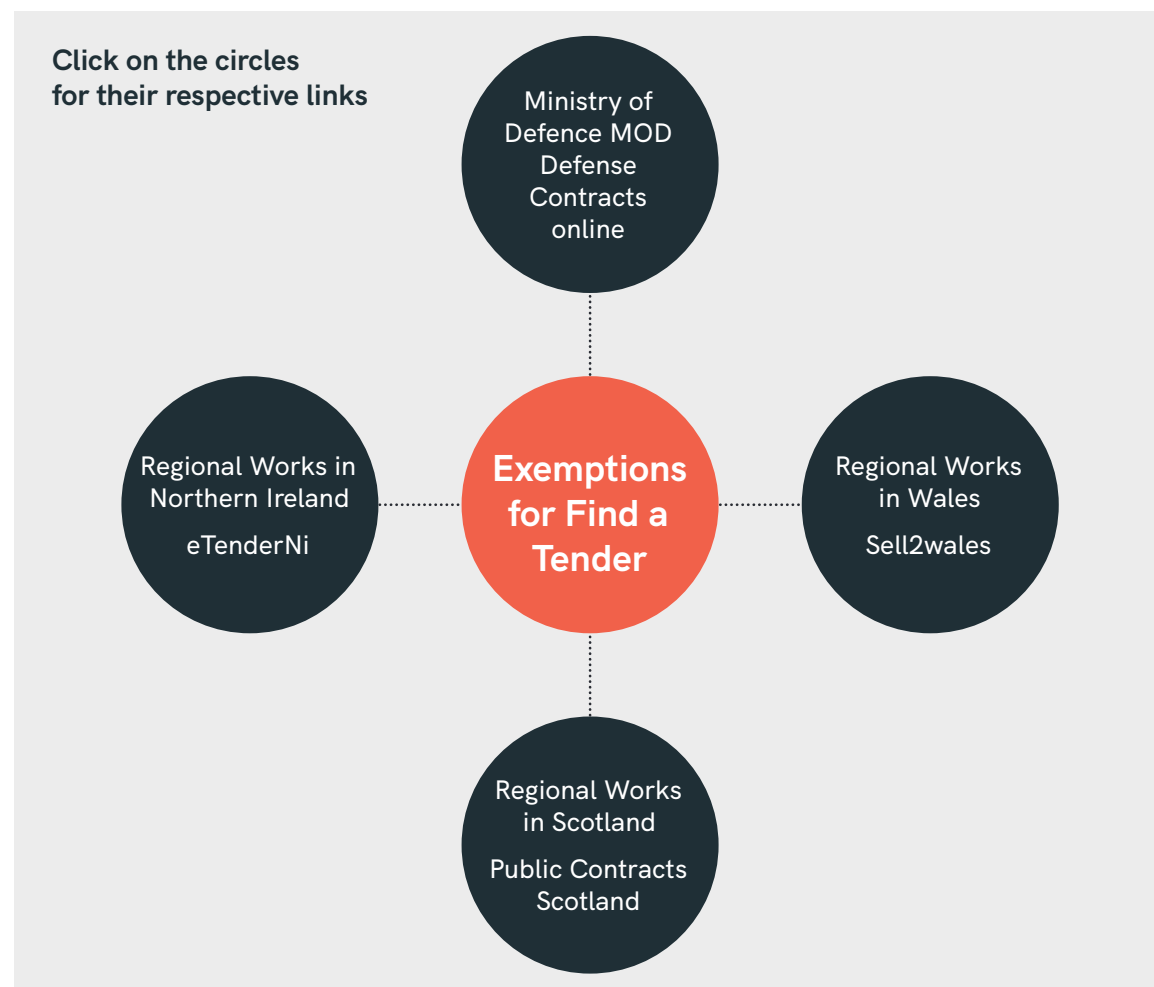 Click on the circles
for their respective links
Ministry of
Defence MOD
Defense
Contracts
online
Regional Works in
Northern Ireland
eTenderNi
Exemptions
for Find a
Tender
Regional Works
in Wales
Sell2wales
Regional Works
in Scotland
Public Contracts
Scotland